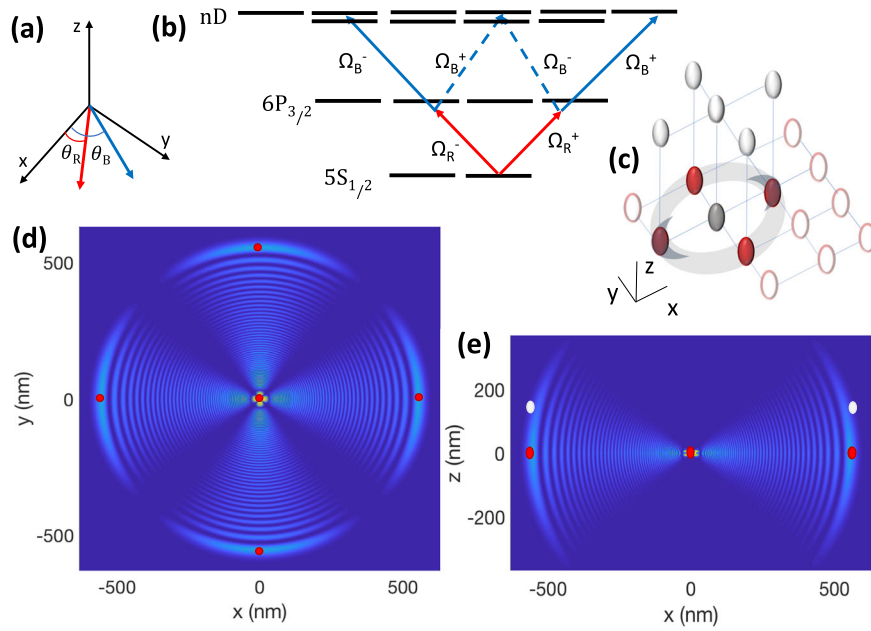 (a)
z
x
y
θ_R
θ_B
(b)
nD
6P_3/2
5S_1/2
Ω_B^-
Ω_B^+
Ω_B^-
Ω_B^+
Ω_R^-
Ω_R^+
(c)
z
y
x
(d)
y (nm)
500
0
-500
-500
0
500
x (nm)
(e)
z (nm)
200
0
-200
-500
0
500
x (nm)